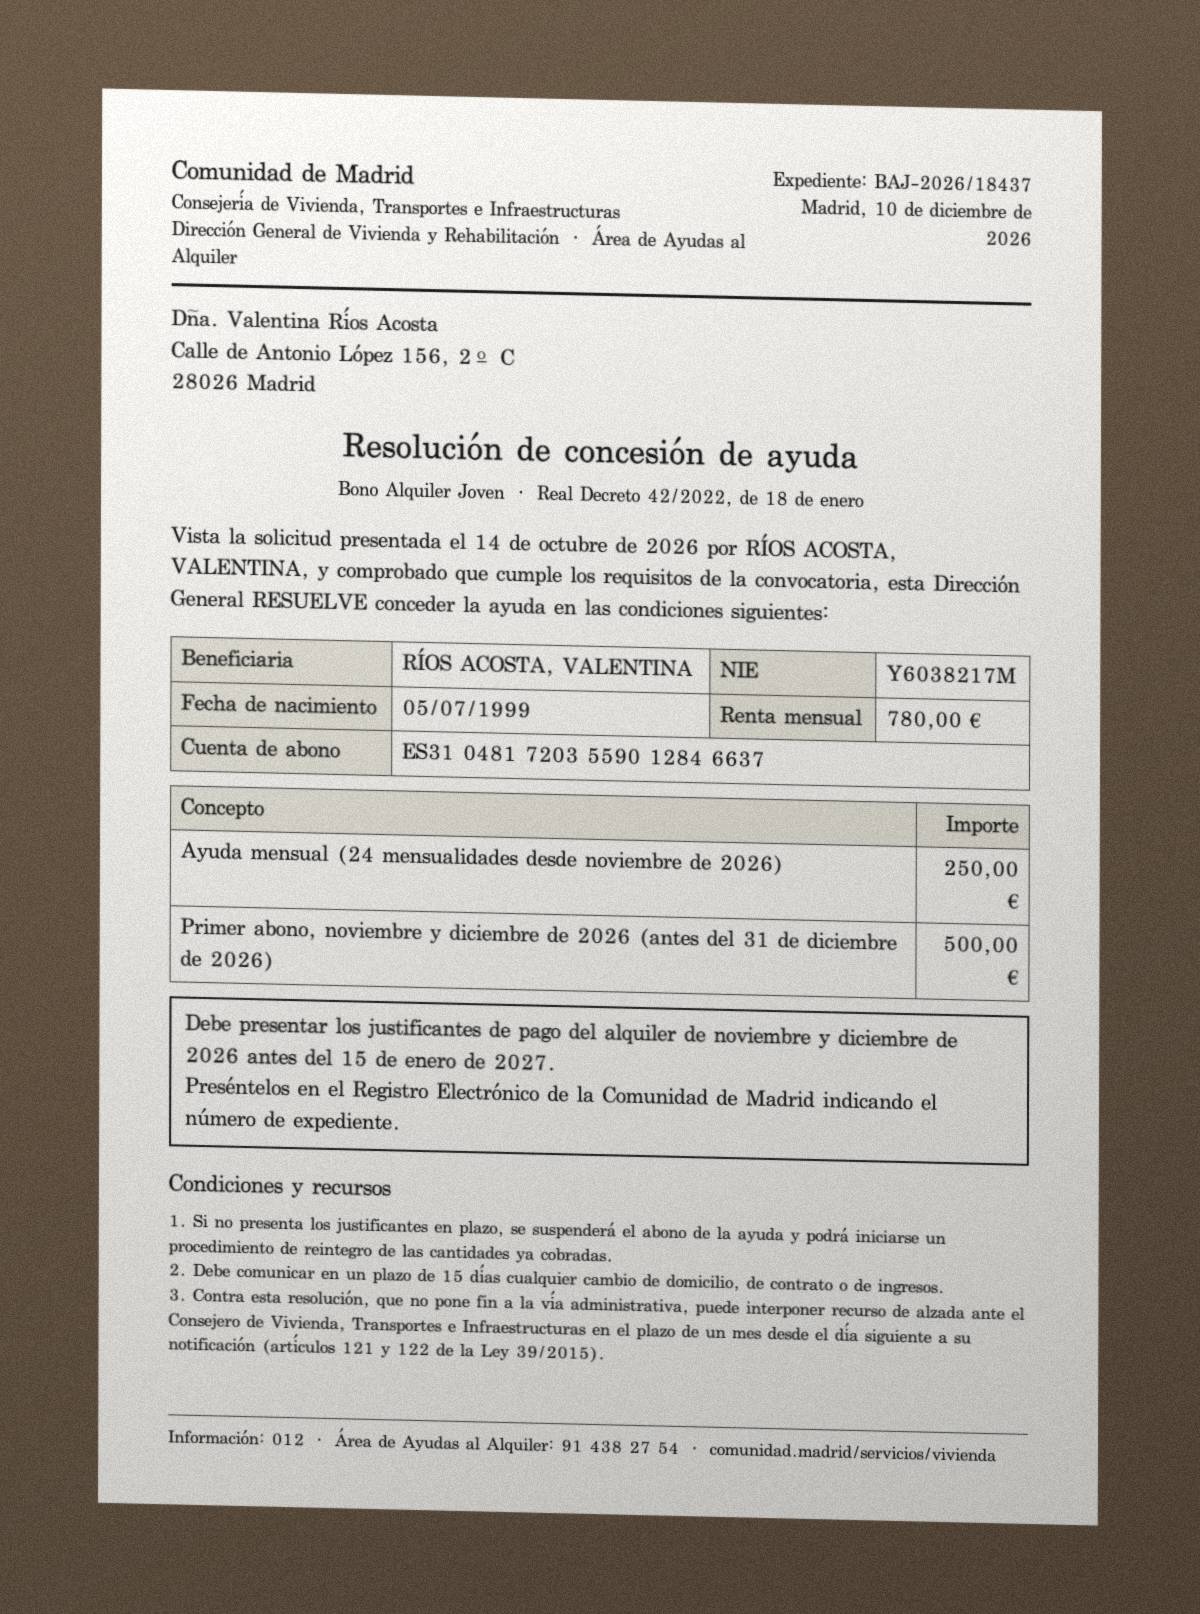 Comunidad de Madrid
Consejería de Vivienda, Transportes e Infraestructuras
Dirección General de Vivienda y Rehabilitación · Área de Ayudas al
Alquiler
Expediente: BAJ-2026/18437
Madrid, 10 de diciembre de
2026
Dña. Valentina Ríos Acosta
Calle de Antonio López 156, 2º C
28026 Madrid
Resolución de concesión de ayuda
Bono Alquiler Joven · Real Decreto 42/2022, de 18 de enero
Vista la solicitud presentada el 14 de octubre de 2026 por RÍOS ACOSTA,
VALENTINA, y comprobado que cumple los requisitos de la convocatoria, esta Dirección
General RESUELVE conceder la ayuda en las condiciones siguientes:
Beneficiaria RÍOS ACOSTA, VALENTINA NIE Y6038217M
Fecha de nacimiento 05/07/1999 Renta mensual 780,00 €
Cuenta de abono ES31 0481 7203 5590 1284 6637
Concepto Importe
Ayuda mensual (24 mensualidades desde noviembre de 2026) 250,00
€
Primer abono, noviembre y diciembre de 2026 (antes del 31 de diciembre 500,00
de 2026) €
Debe presentar los justificantes de pago del alquiler de noviembre y diciembre de
2026 antes del 15 de enero de 2027.
Preséntelos en el Registro Electrónico de la Comunidad de Madrid indicando el
número de expediente.
Condiciones y recursos
1. Si no presenta los justificantes en plazo, se suspenderá el abono de la ayuda y podrá iniciarse un
procedimiento de reintegro de las cantidades ya cobradas.
2. Debe comunicar en un plazo de 15 días cualquier cambio de domicilio, de contrato o de ingresos.
3. Contra esta resolución, que no pone fin a la vía administrativa, puede interponer recurso de alzada ante el
Consejero de Vivienda, Transportes e Infraestructuras en el plazo de un mes desde el día siguiente a su
notificación (artículos 121 y 122 de la Ley 39/2015).
Información: 012 · Área de Ayudas al Alquiler: 91 438 27 54 · comunidad.madrid/servicios/vivienda